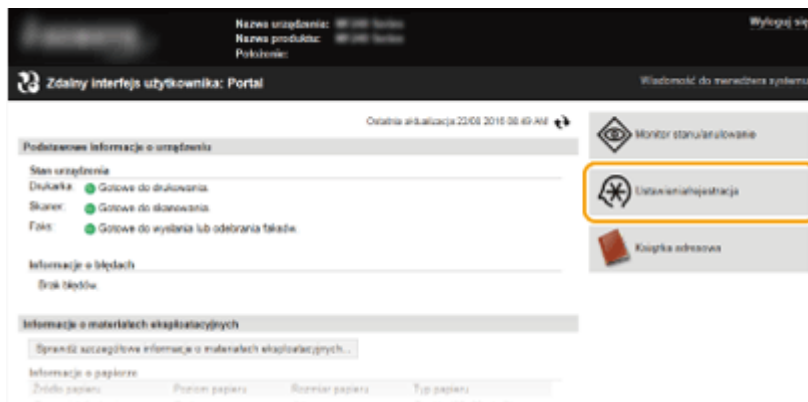 Nazwa urządzenia:
Nazwa produktu:
Położenie:
Wyloguj się
Zdalny interfejs użytkownika: Portal
Wiadomość do menedżera systemu
Ostatnia aktualizacja:22/08 2016 08:49 AM
Podstawowe informacje o urządzeniu
Stan urządzenia
Drukarka: Gotowe do drukowania.
Skaner: Gotowe do skanowania.
Faks: Gotowe do wysłania lub odebrania faksów.
Informacje o błędach
Brak błędów.
Informacje o materiałach eksploatacyjnych
Sprawdź szczegółowe informacje o materiałach eksploatacyjnych...
Informacje o papierze
Źródło papieru Poziom papieru Rozmiar papieru Typ papieru
Monitor stanu/anulowanie
Ustawienia/rejestracja
Książka adresowa